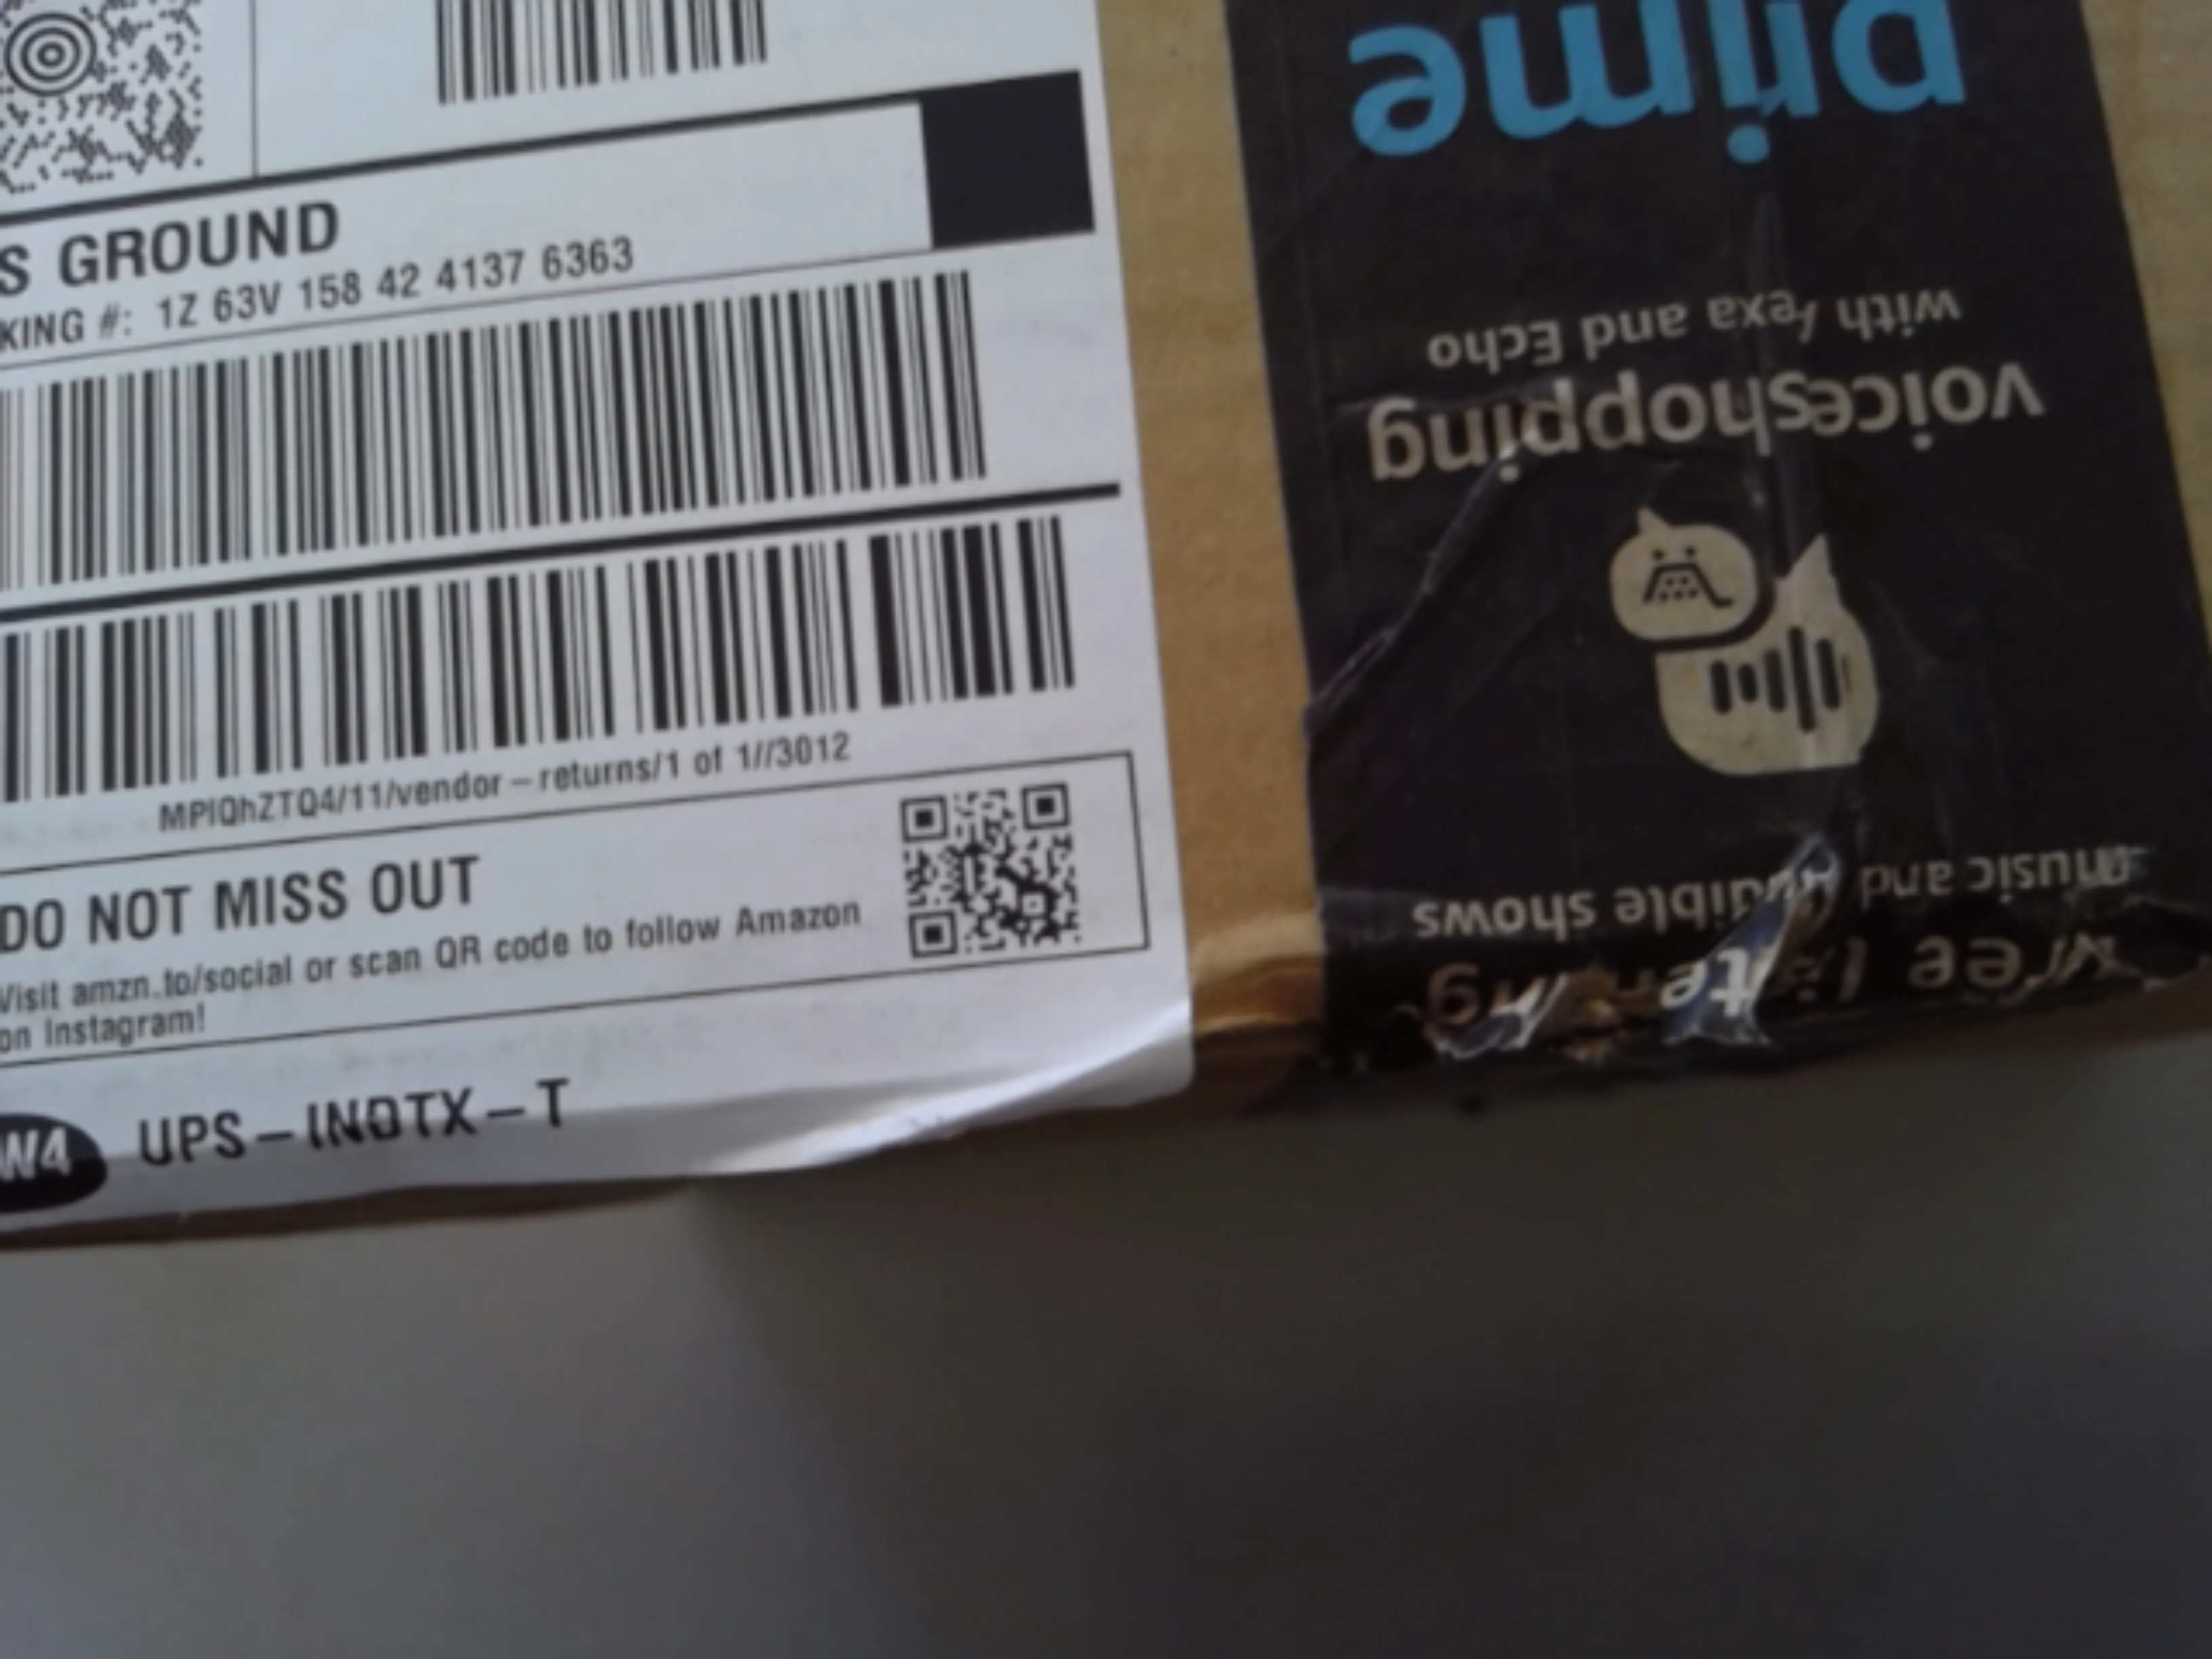 S GROUND
KING #: 1Z 63V 158 42 4137 6363
MPIQhZTQ4/11/vendor-returns/1 of 1//3012
DO NOT MISS OUT
Visit amzn.to/social or scan QR code to follow Amazon
on Instagram!
W4 UPS-INDTX-T
music and shows
voiceshopping
with and Echo
prime